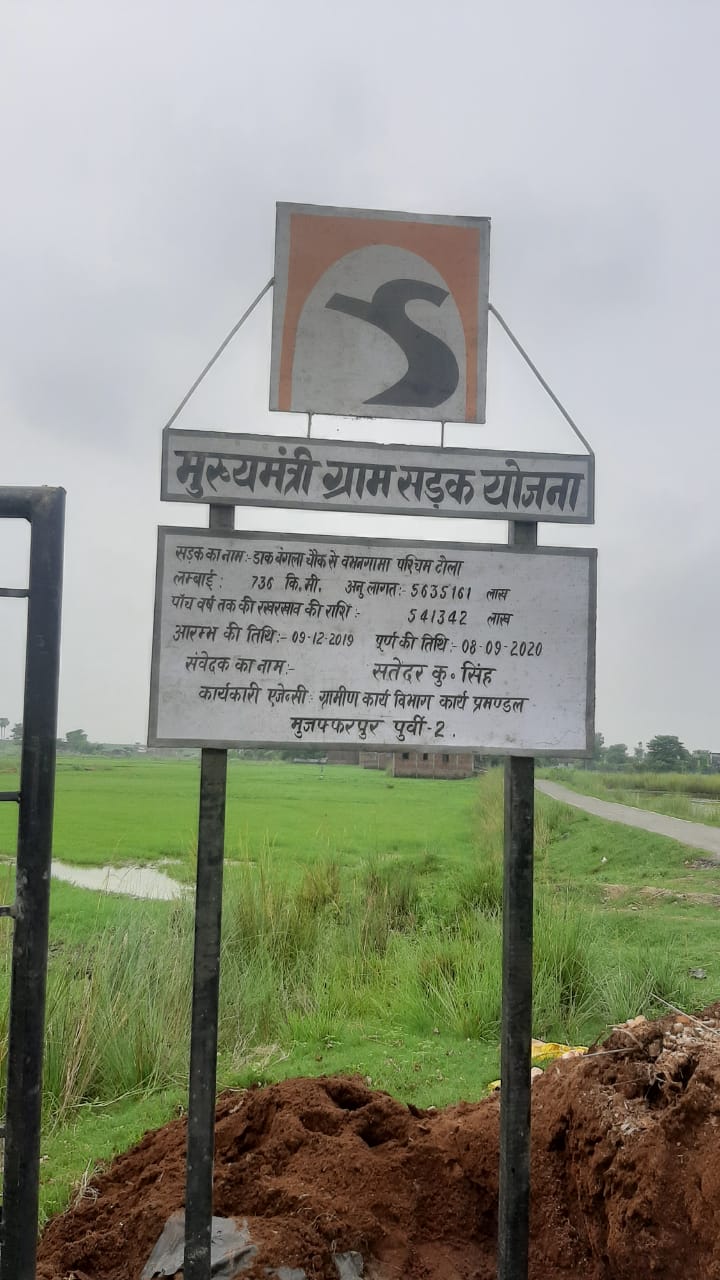 मुख्यमंत्री ग्राम सड़क योजना
सड़क का नाम:- डाक बंगला चौक से वभनगामा पश्चिम टोला
लम्बाई : 736 कि.मी. अनु लागत:- 5635161 लाख
पाँच वर्ष तक की रखरखाव की राशि :- 541342 लाख
आरम्भ की तिथि:- 09-12-2019 पूर्ण की तिथि:- 08-09-2020
संवेदक का नाम:- सतेंदर कु॰ सिंह
कार्यकारी एजेन्सी:- ग्रामीण कार्य विभाग कार्य प्रमण्डल
मुजफ्फरपुर पुर्वी-2.